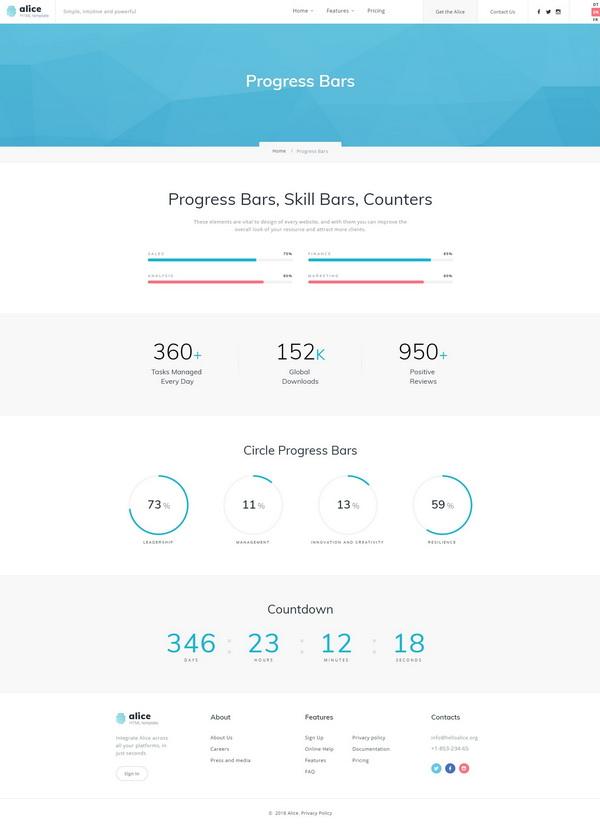 alice
HTML template
Simple, intuitive and powerful
Home
Features
Pricing
Get the Alice
Contact Us
DT
EN
FR
Progress Bars
Home / Progress Bars
Progress Bars, Skill Bars, Counters
These elements are vital to design of every website, and with them you can improve the
overall look of your resource and attract more clients.
SALES 75%
FINANCE 85%
ANALYSIS 80%
MARKETING 80%
360+
Tasks Managed
Every Day
152K
Global
Downloads
950+
Positive
Reviews
Circle Progress Bars
73 %
LEADERSHIP
11 %
MANAGEMENT
13 %
INNOVATION AND CREATIVITY
59 %
RESILIENCE
Countdown
346 : 23 : 12 : 18
DAYS HOURS MINUTES SECONDS
alice
HTML template
Integrate Alice across
all your platforms, in
just seconds
Sign In
About
About Us
Careers
Press and media
Features
Sign Up
Online Help
Features
FAQ
Privacy policy
Documentation
Pricing
Contacts
info@helloalice.org
+1-853-234-65
© 2018 Alice. Privacy Policy